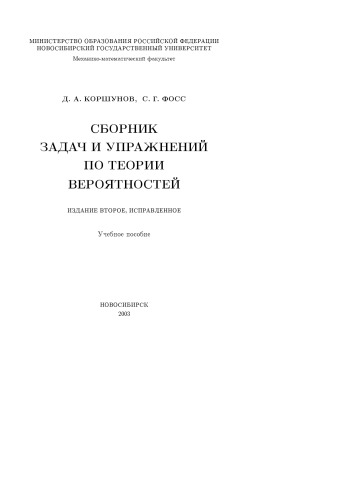 МИНИСТЕРСТВО ОБРАЗОВАНИЯ РОССИЙСКОЙ ФЕДЕРАЦИИ
НОВОСИБИРСКИЙ ГОСУДАРСТВЕННЫЙ УНИВЕРСИТЕТ
Механико-математический факультет
Д. А. КОРШУНОВ, С. Г. ФОСС
СБОРНИК
ЗАДАЧ И УПРАЖНЕНИЙ
ПО ТЕОРИИ
ВЕРОЯТНОСТЕЙ
ИЗДАНИЕ ВТОРОЕ, ИСПРАВЛЕННОЕ
Учебное пособие
НОВОСИБИРСК
2003